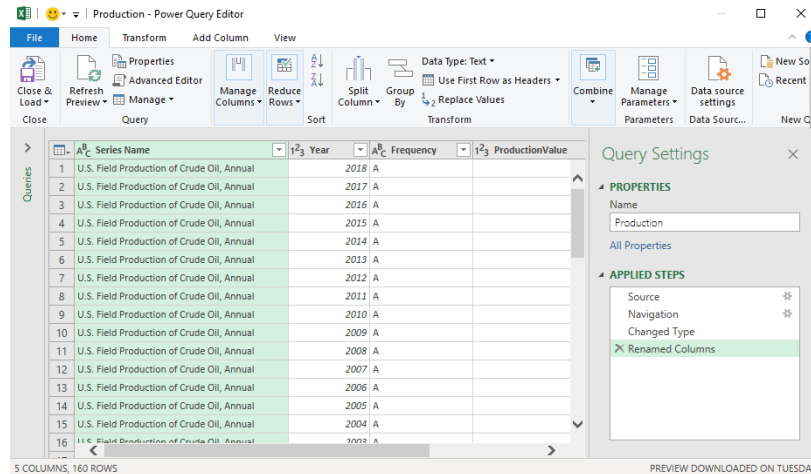 Production - Power Query Editor
File Home Transform Add Column View
Close & Load
Close
Refresh Preview
Properties
Advanced Editor
Manage
Query
Manage Columns
Reduce Rows
Sort
Split Column
Group By
Data Type: Text
Use First Row as Headers
Replace Values
Transform
Combine
Manage Parameters
Parameters
Data source settings
Data Sourc...
New So
Recent
New Q
Queries
Series Name Year Frequency ProductionValue
1 U.S. Field Production of Crude Oil, Annual 2018 A
2 U.S. Field Production of Crude Oil, Annual 2017 A
3 U.S. Field Production of Crude Oil, Annual 2016 A
4 U.S. Field Production of Crude Oil, Annual 2015 A
5 U.S. Field Production of Crude Oil, Annual 2014 A
6 U.S. Field Production of Crude Oil, Annual 2013 A
7 U.S. Field Production of Crude Oil, Annual 2012 A
8 U.S. Field Production of Crude Oil, Annual 2011 A
9 U.S. Field Production of Crude Oil, Annual 2010 A
10 U.S. Field Production of Crude Oil, Annual 2009 A
11 U.S. Field Production of Crude Oil, Annual 2008 A
12 U.S. Field Production of Crude Oil, Annual 2007 A
13 U.S. Field Production of Crude Oil, Annual 2006 A
14 U.S. Field Production of Crude Oil, Annual 2005 A
15 U.S. Field Production of Crude Oil, Annual 2004 A
16 U.S. Field Production of Crude Oil, Annual 2003 A
Query Settings
PROPERTIES
Name
Production
All Properties
APPLIED STEPS
Source
Navigation
Changed Type
Renamed Columns
5 COLUMNS, 160 ROWS
PREVIEW DOWNLOADED ON TUESDA